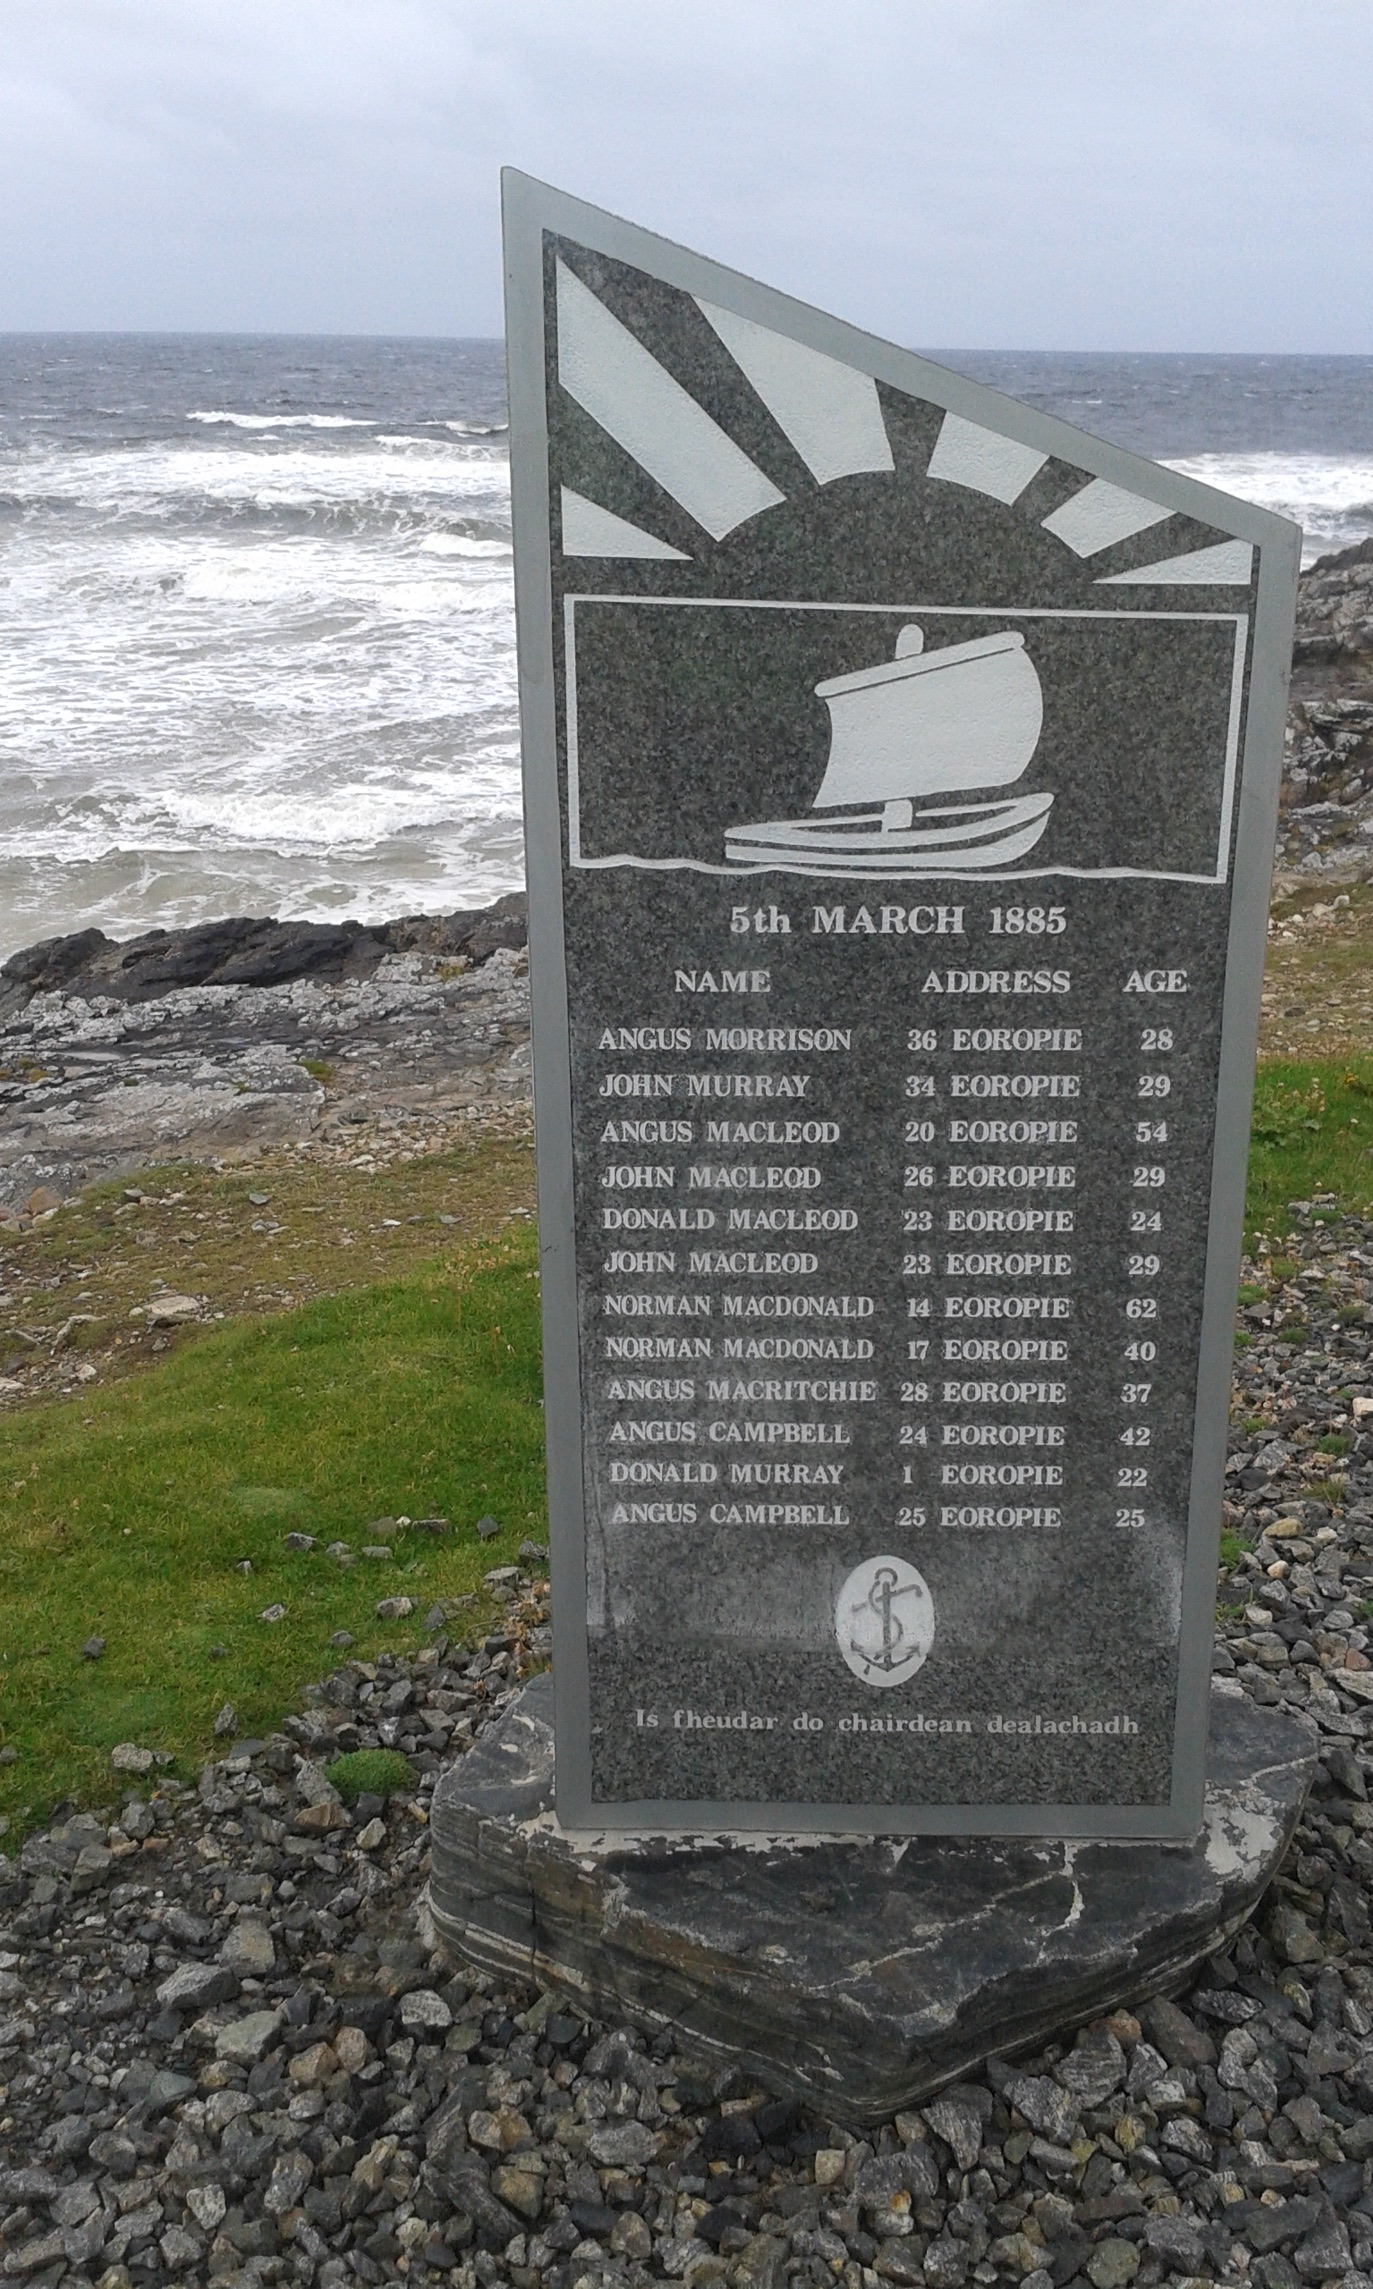 5th MARCH 1885
NAME ADDRESS AGE
ANGUS MORRISON 36 EOROPIE 28
JOHN MURRAY 34 EOROPIE 29
ANGUS MACLEOD 20 EOROPIE 54
JOHN MACLEOD 26 EOROPIE 29
DONALD MACLEOD 23 EOROPIE 24
JOHN MACLEOD 23 EOROPIE 29
NORMAN MACDONALD 14 EOROPIE 62
NORMAN MACDONALD 17 EOROPIE 40
ANGUS MACRITCHIE 28 EOROPIE 37
ANGUS CAMPBELL 24 EOROPIE 42
DONALD MURRAY 1 EOROPIE 22
ANGUS CAMPBELL 25 EOROPIE 25
Is fheudar do chairdean dealachadh